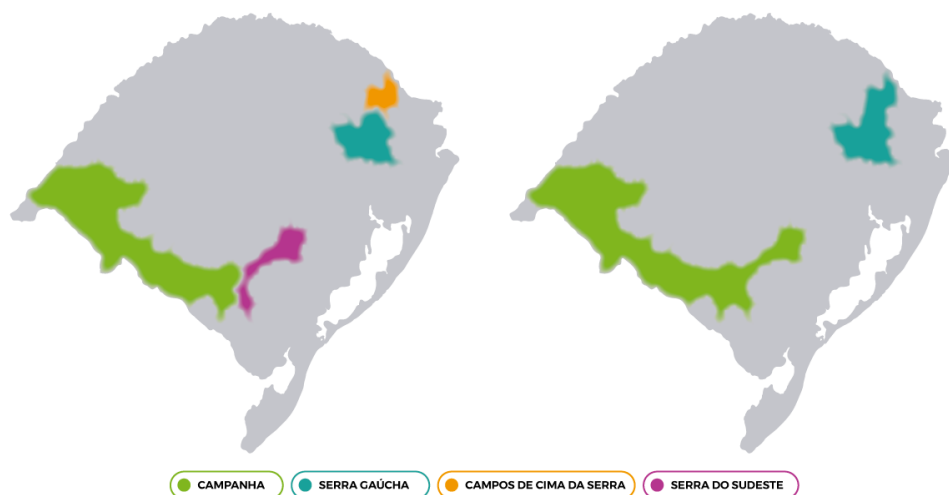 CAMPANHA
SERRA GAÚCHA
CAMPOS DE CIMA DA SERRA
SERRA DO SUDESTE